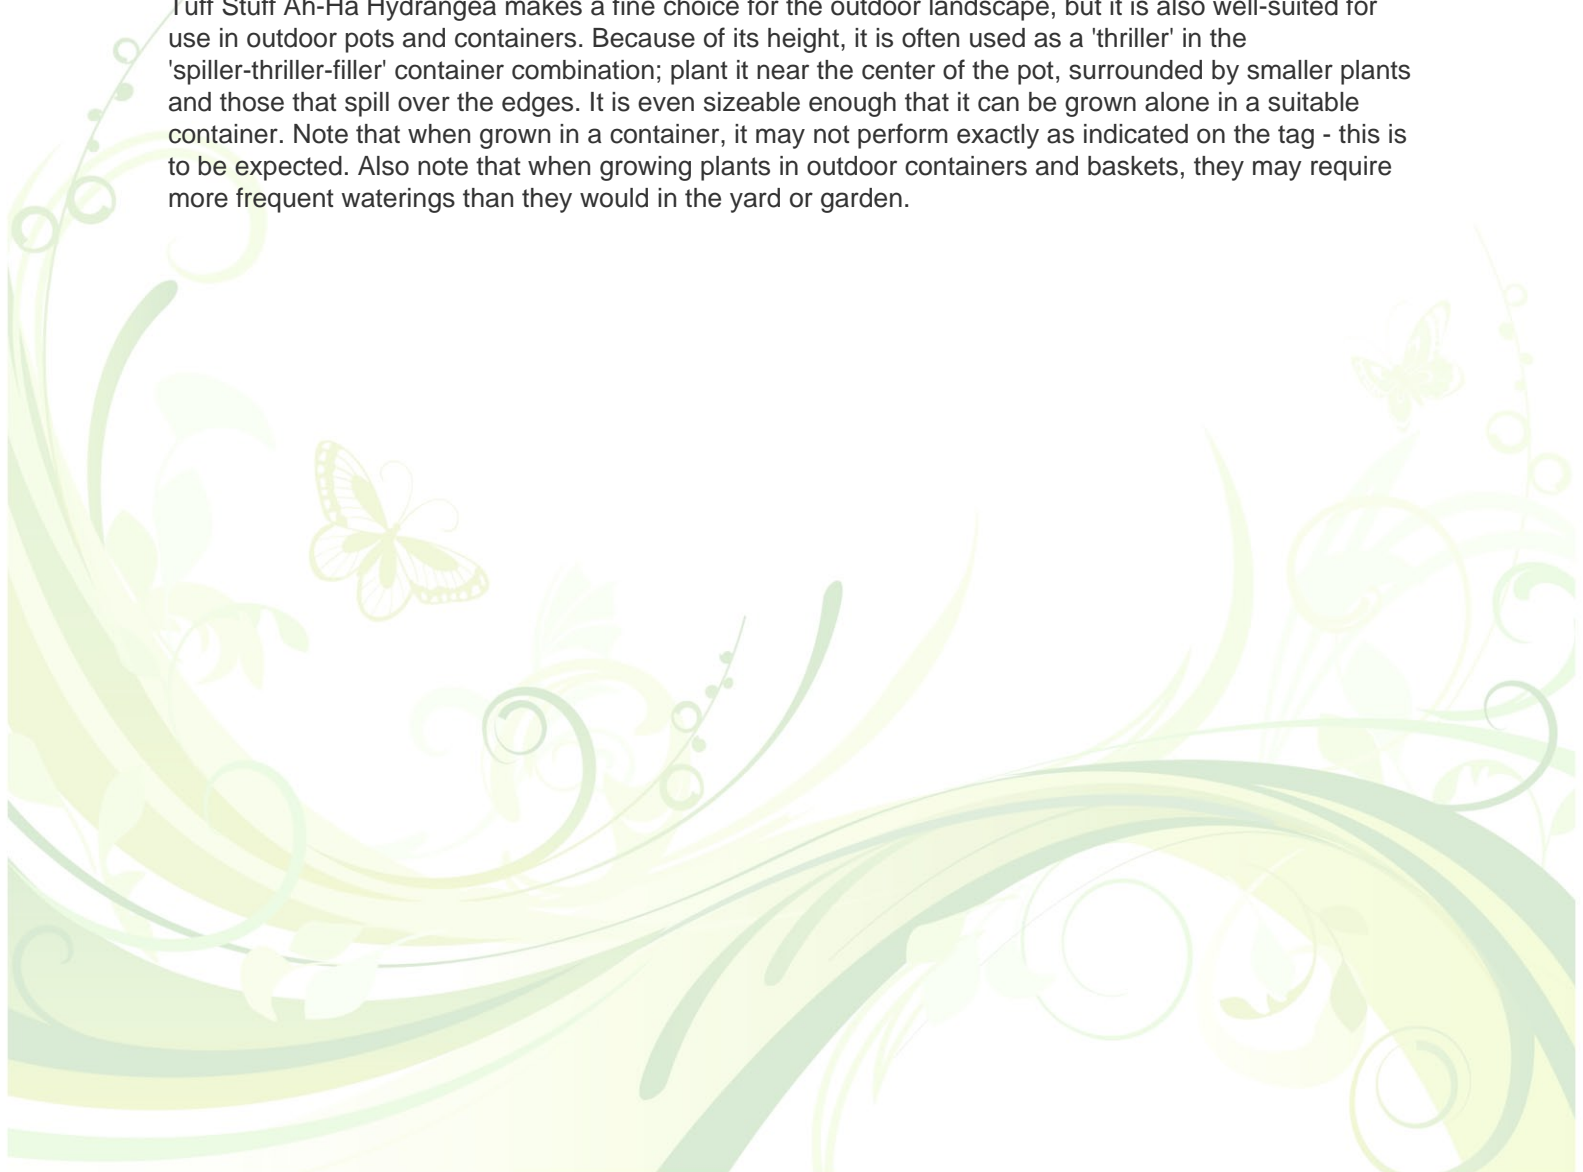 Tuff Stuff Ah-Ha Hydrangea makes a fine choice for the outdoor landscape, but it is also well-suited for
use in outdoor pots and containers. Because of its height, it is often used as a 'thriller' in the
'spiller-thriller-filler' container combination; plant it near the center of the pot, surrounded by smaller plants
and those that spill over the edges. It is even sizeable enough that it can be grown alone in a suitable
container. Note that when grown in a container, it may not perform exactly as indicated on the tag - this is
to be expected. Also note that when growing plants in outdoor containers and baskets, they may require
more frequent waterings than they would in the yard or garden.